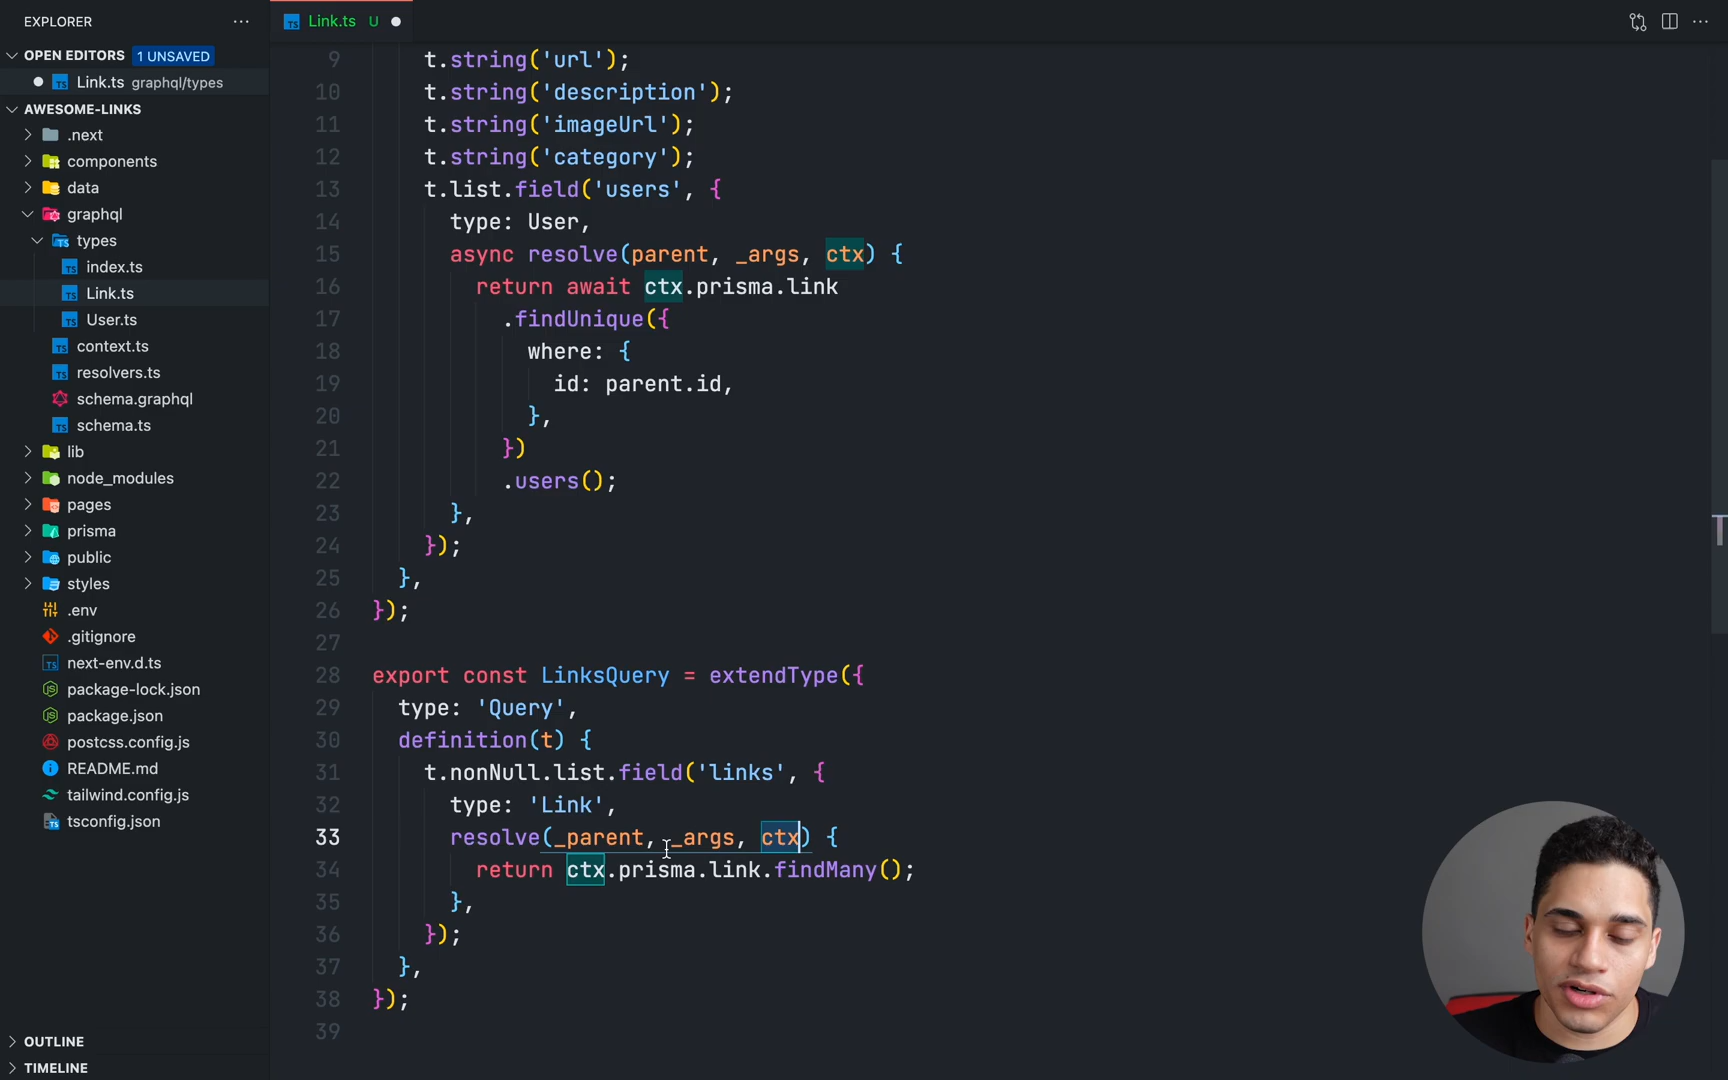 EXPLORER
OPEN EDITORS 1 UNSAVED
Link.ts graphql/types
AWESOME-LINKS
.next
components
data
graphql
types
index.ts
Link.ts
User.ts
context.ts
resolvers.ts
schema.graphql
schema.ts
lib
node_modules
pages
prisma
public
styles
.env
.gitignore
next-env.d.ts
package-lock.json
package.json
postcss.config.js
README.md
tailwind.config.js
tsconfig.json
OUTLINE
TIMELINE
Link.ts U
9 t.string('url');
10 t.string('description');
11 t.string('imageUrl');
12 t.string('category');
13 t.list.field('users', {
14 type: User,
15 async resolve(parent, _args, ctx) {
16 return await ctx.prisma.link
17 .findUnique({
18 where: {
19 id: parent.id,
20 },
21 })
22 .users();
23 },
24 });
25 },
26 });
27
28 export const LinksQuery = extendType({
29 type: 'Query',
30 definition(t) {
31 t.nonNull.list.field('links', {
32 type: 'Link',
33 resolve(_parent, _args, ctx) {
34 return ctx.prisma.link.findMany();
35 },
36 });
37 },
38 });
39